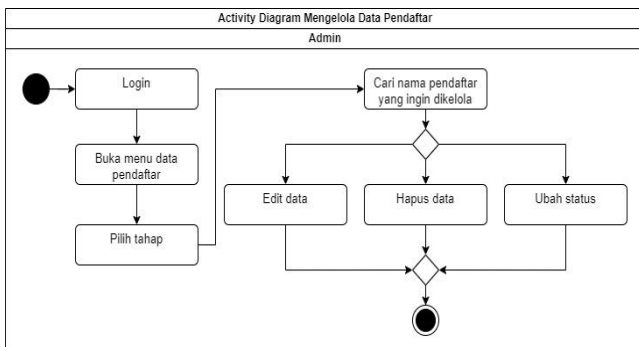 Activity Diagram Mengelola Data Pendaftar
Admin
Login
Buka menu data
pendaftar
Pilih tahap
Cari nama pendaftar
yang ingin dikelola
Edit data
Hapus data
Ubah status